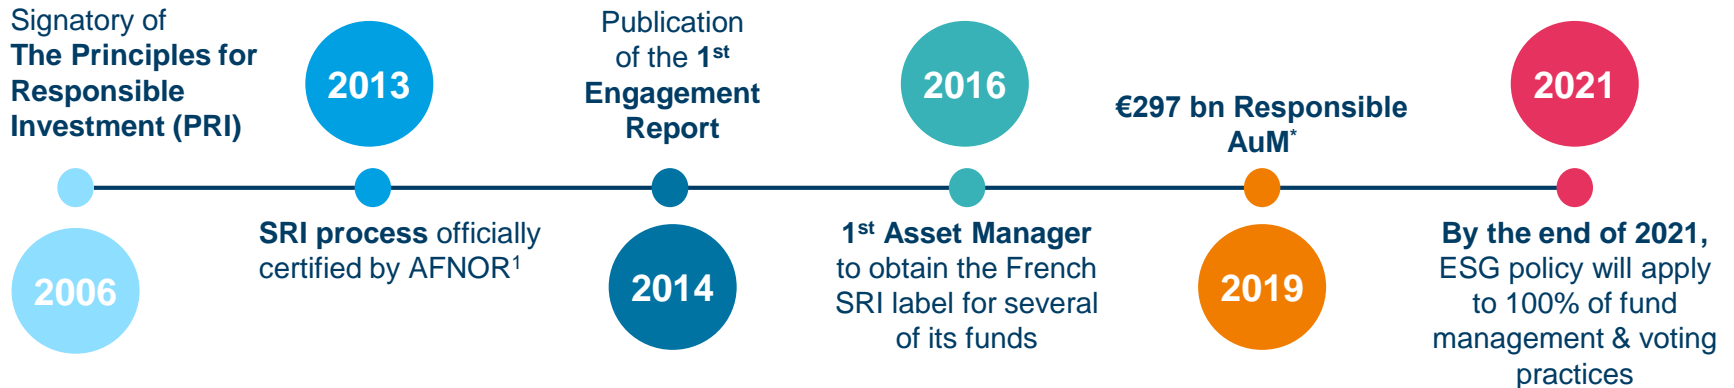 Signatory of
The Principles for
Responsible
Investment (PRI)
2006
2013
SRI process officially
certified by AFNOR¹
Publication
of the 1st
Engagement
Report
2014
2016
1st Asset Manager
to obtain the French
SRI label for several
of its funds
€297 bn Responsible
AuM*
2019
2021
By the end of 2021,
ESG policy will apply
to 100% of fund
management & voting
practices